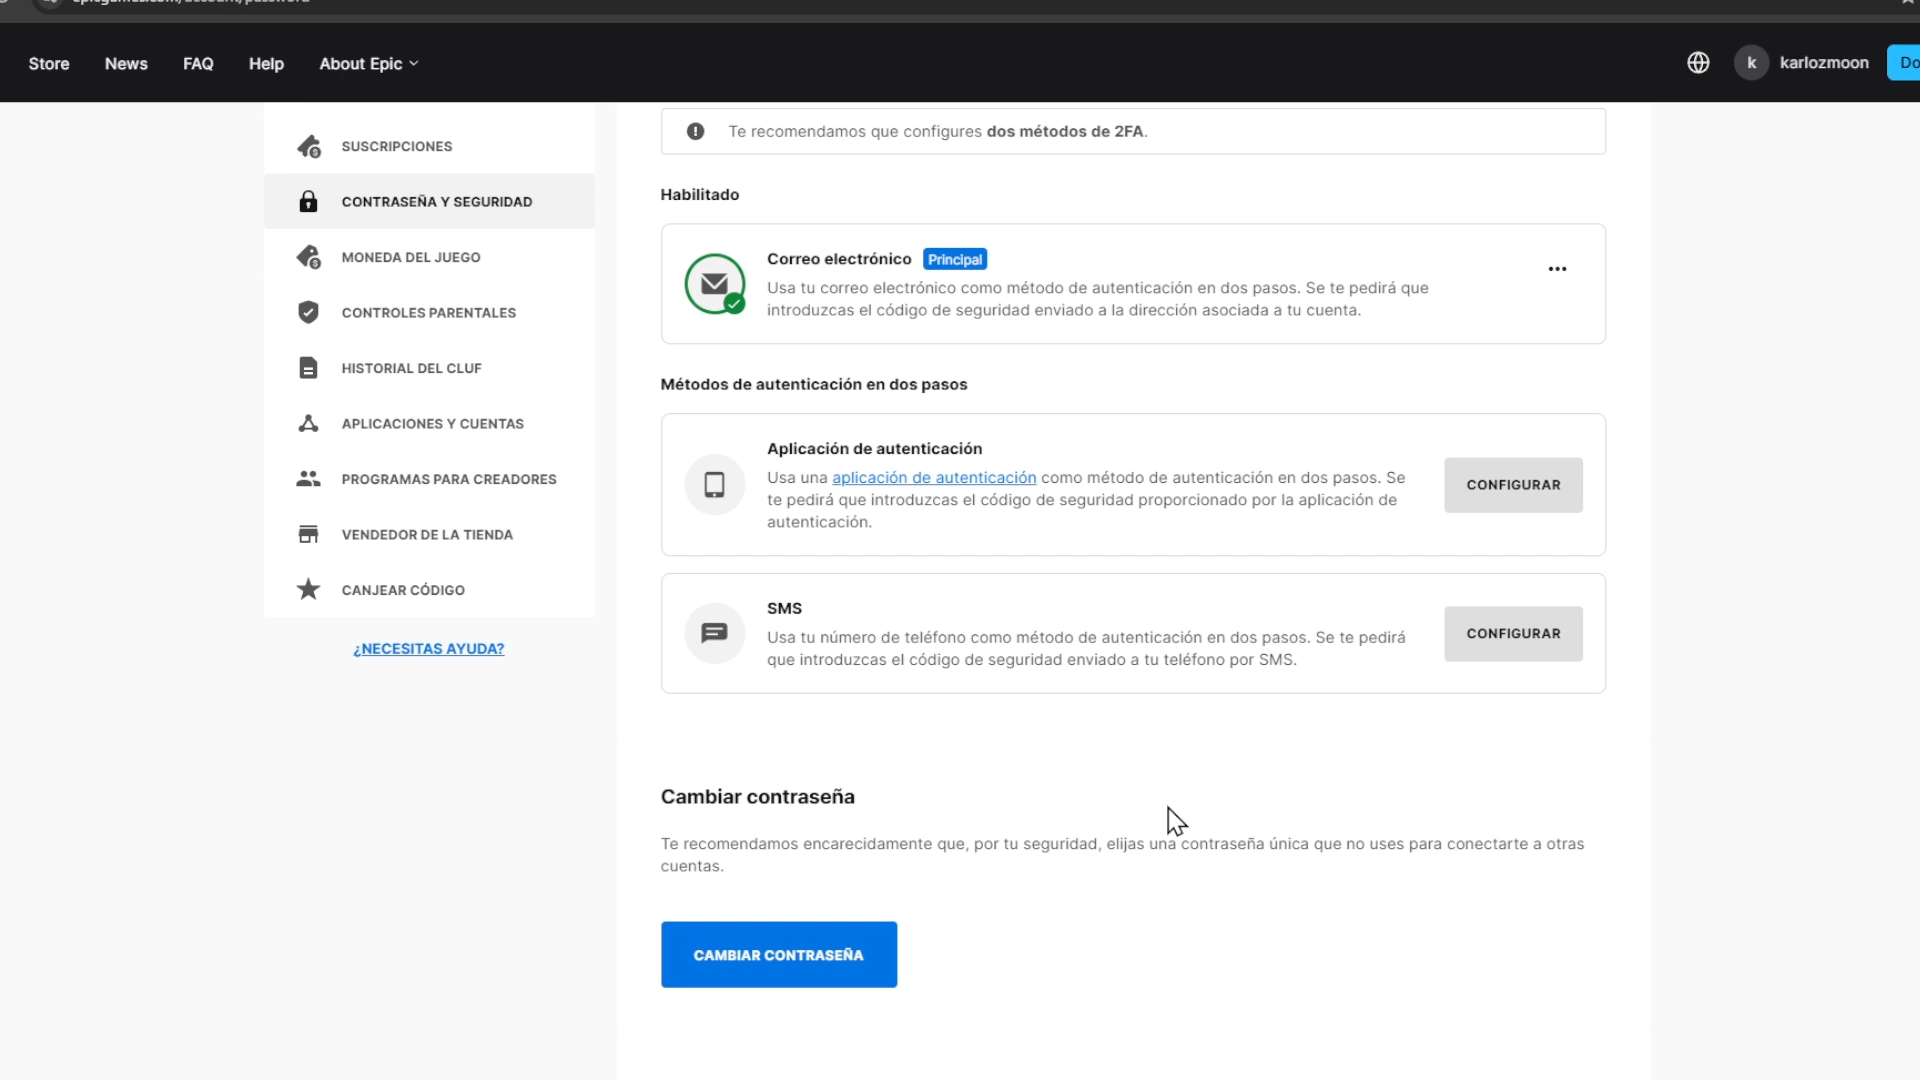 Store
News
FAQ
Help
About Epic
k
karlozmoon
SUSCRIPCIONES
CONTRASEÑA Y SEGURIDAD
MONEDA DEL JUEGO
CONTROLES PARENTALES
HISTORIAL DEL CLUF
APLICACIONES Y CUENTAS
PROGRAMAS PARA CREADORES
VENDEDOR DE LA TIENDA
CANJEAR CÓDIGO
¿NECESITAS AYUDA?
Te recomendamos que configures dos métodos de 2FA.
Habilitado
Correo electrónico Principal
Usa tu correo electrónico como método de autenticación en dos pasos. Se te pedirá que
introduzcas el código de seguridad enviado a la dirección asociada a tu cuenta.
Métodos de autenticación en dos pasos
Aplicación de autenticación
Usa una aplicación de autenticación como método de autenticación en dos pasos. Se
te pedirá que introduzcas el código de seguridad proporcionado por la aplicación de
autenticación.
CONFIGURAR
SMS
Usa tu número de teléfono como método de autenticación en dos pasos. Se te pedirá
que introduzcas el código de seguridad enviado a tu teléfono por SMS.
CONFIGURAR
Cambiar contraseña
Te recomendamos encarecidamente que, por tu seguridad, elijas una contraseña única que no uses para conectarte a otras
cuentas.
CAMBIAR CONTRASEÑA